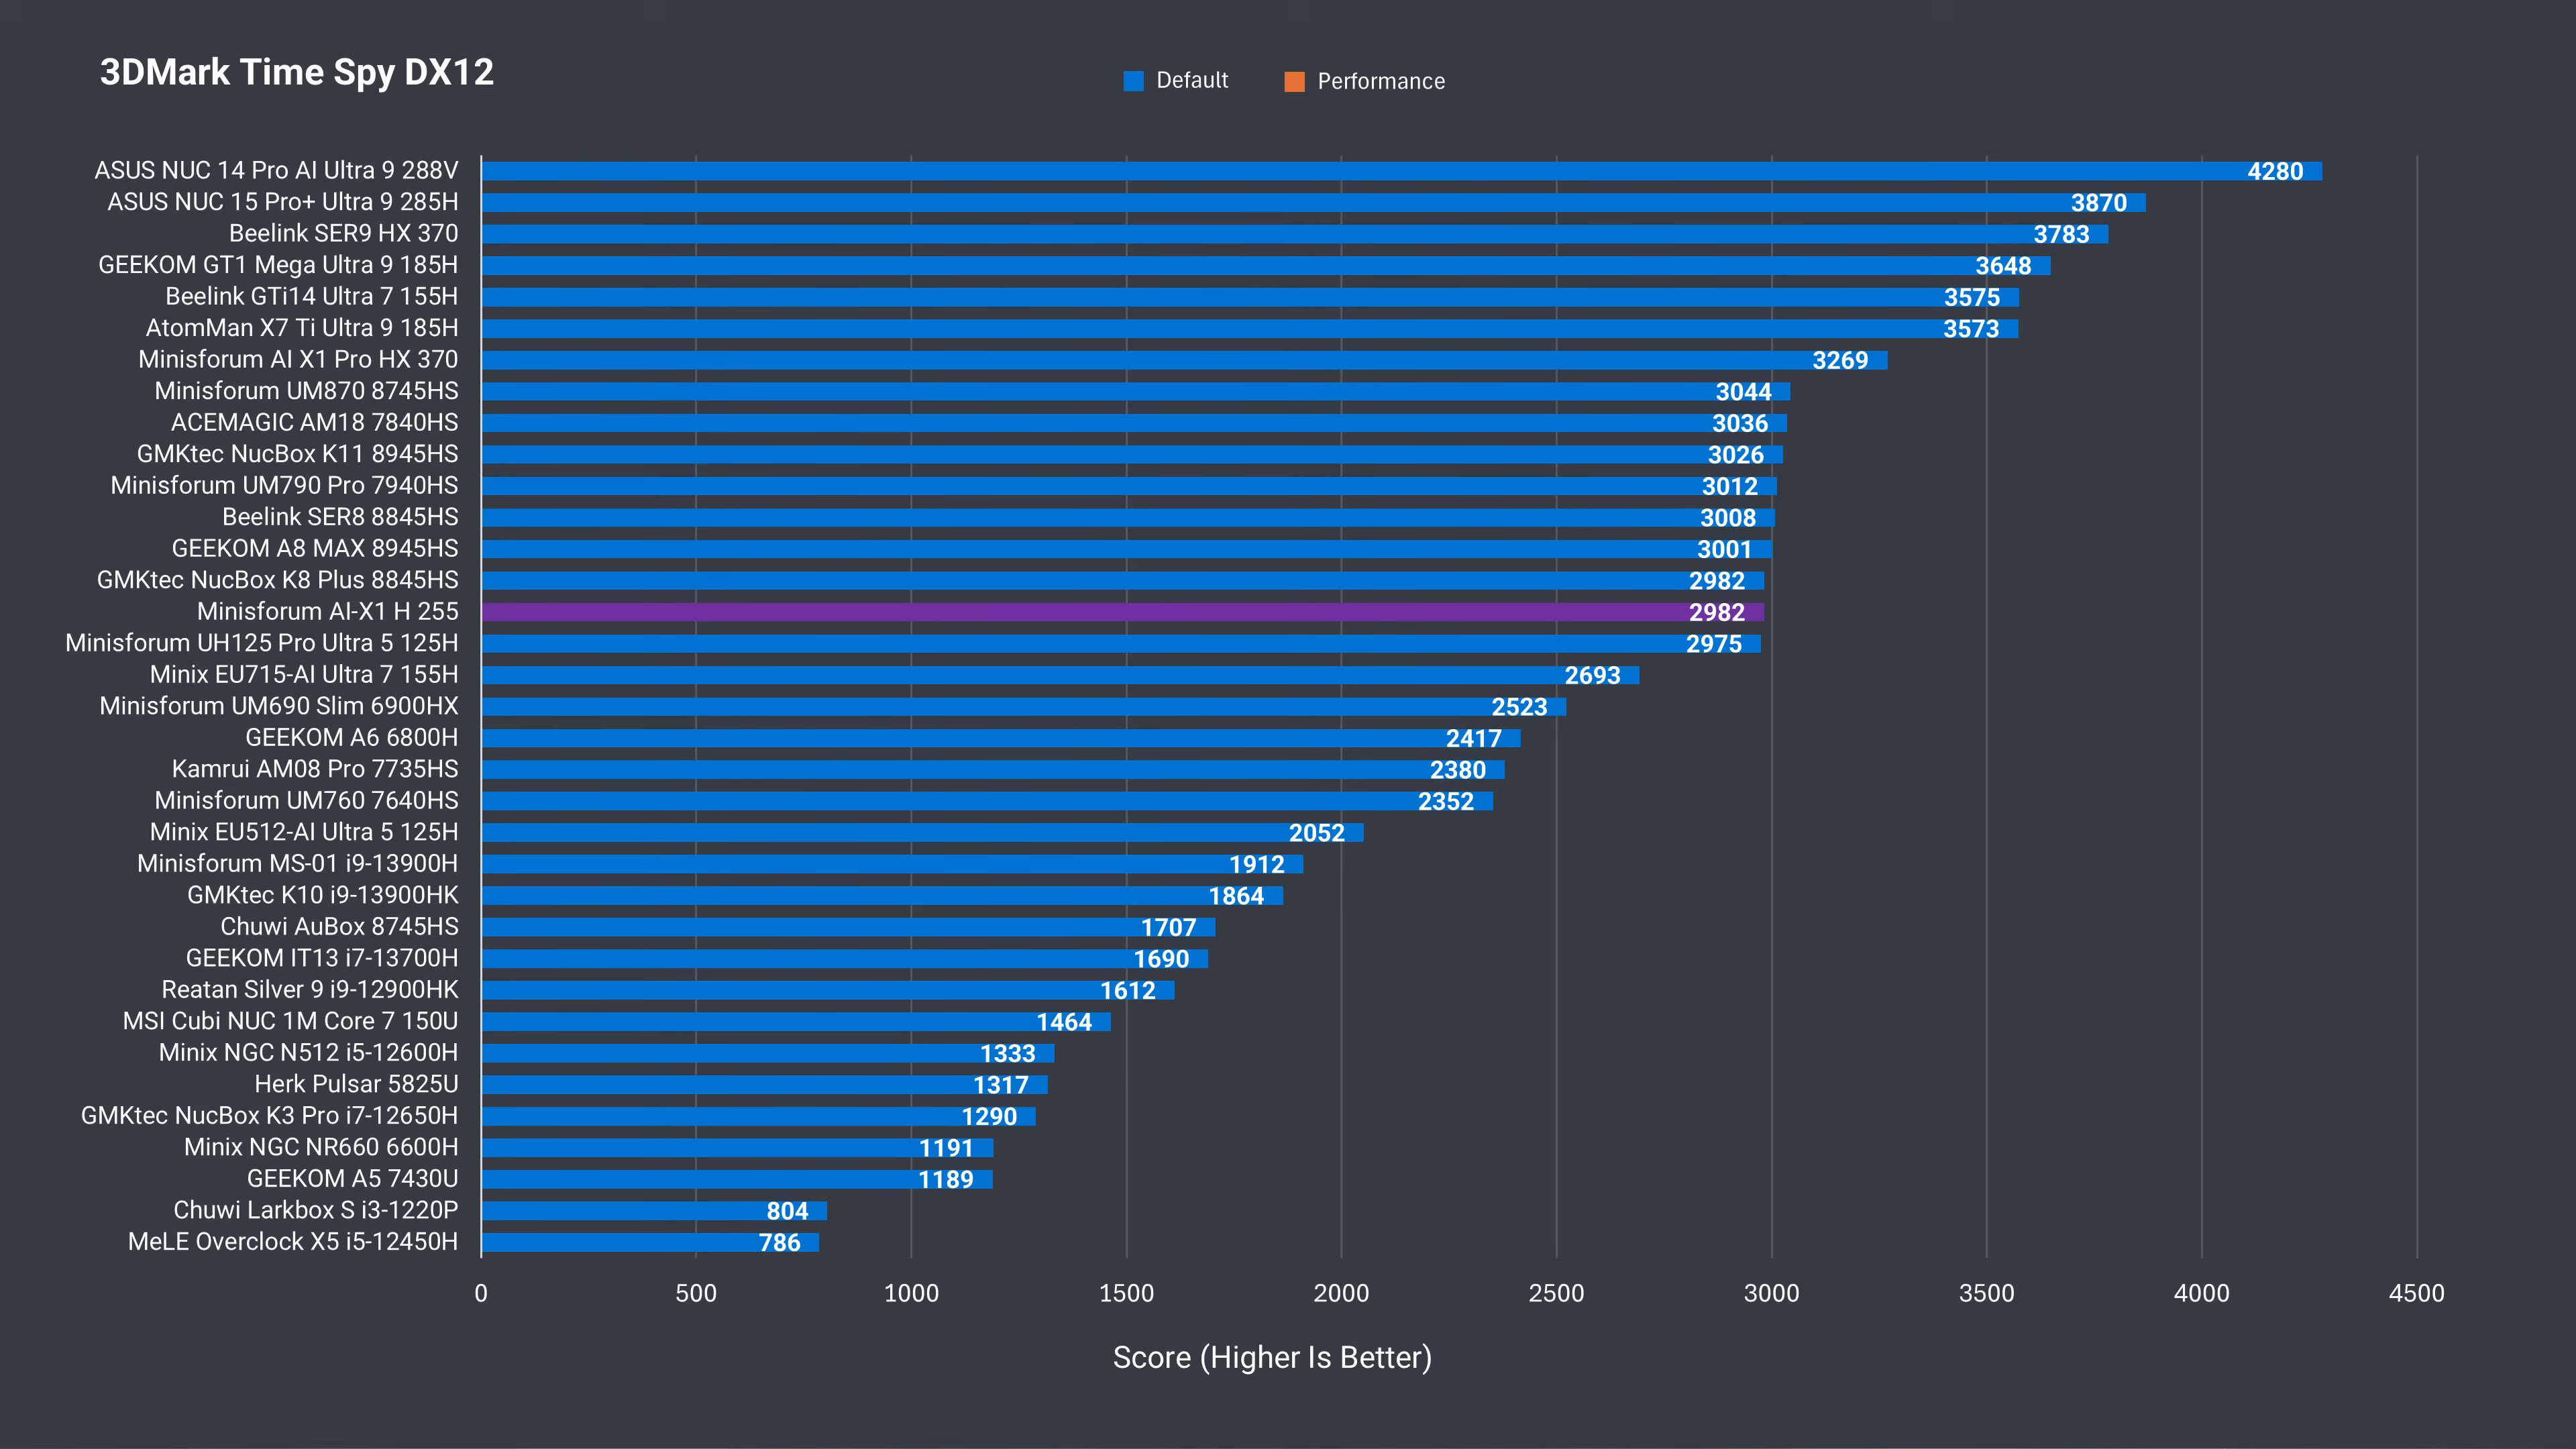 3DMark Time Spy DX12
Default
Performance
ASUS NUC 14 Pro AI Ultra 9 288V 4280
ASUS NUC 15 Pro+ Ultra 9 285H 3870
Beelink SER9 HX 370 3783
GEEKOM GT1 Mega Ultra 9 185H 3648
Beelink GTi14 Ultra 7 155H 3575
AtomMan X7 Ti Ultra 9 185H 3573
Minisforum AI X1 Pro HX 370 3269
Minisforum UM870 8745HS 3044
ACEMAGIC AM18 7840HS 3036
GMKtec NucBox K11 8945HS 3026
Minisforum UM790 Pro 7940HS 3012
Beelink SER8 8845HS 3008
GEEKOM A8 MAX 8945HS 3001
GMKtec NucBox K8 Plus 8845HS 2982
Minisforum AI-X1 H 255 2982
Minisforum UH125 Pro Ultra 5 125H 2975
Minix EU715-AI Ultra 7 155H 2693
Minisforum UM690 Slim 6900HX 2523
GEEKOM A6 6800H 2417
Kamrui AM08 Pro 7735HS 2380
Minisforum UM760 7640HS 2352
Minix EU512-AI Ultra 5 125H 2052
Minisforum MS-01 i9-13900H 1912
GMKtec K10 i9-13900HK 1864
Chuwi AuBox 8745HS 1707
GEEKOM IT13 i7-13700H 1690
Reatan Silver 9 i9-12900HK 1612
MSI Cubi NUC 1M Core 7 150U 1464
Minix NGC N512 i5-12600H 1333
Herk Pulsar 5825U 1317
GMKtec NucBox K3 Pro i7-12650H 1290
Minix NGC NR660 6600H 1191
GEEKOM A5 7430U 1189
Chuwi Larkbox S i3-1220P 804
MeLE Overclock X5 i5-12450H 786
0 500 1000 1500 2000 2500 3000 3500 4000 4500
Score (Higher Is Better)